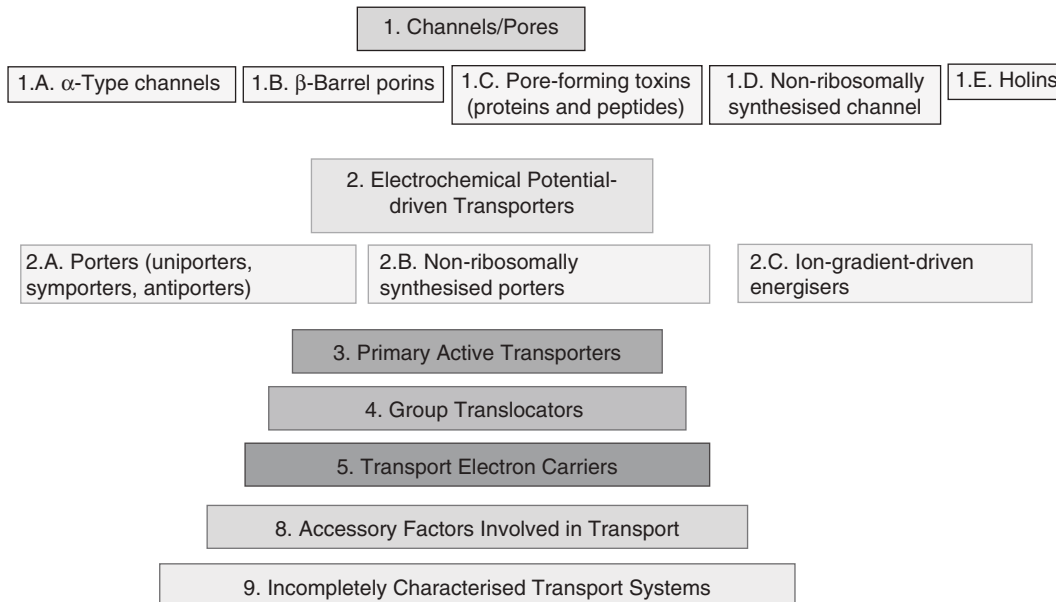 1. Channels/Pores
1.A. α-Type channels
1.B. β-Barrel porins
1.C. Pore-forming toxins
(proteins and peptides)
1.D. Non-ribosomally
synthesised channel
1.E. Holins
2. Electrochemical Potential-
driven Transporters
2.A. Porters (uniporters,
symporters, antiporters)
2.B. Non-ribosomally
synthesised porters
2.C. Ion-gradient-driven
energisers
3. Primary Active Transporters
4. Group Translocators
5. Transport Electron Carriers
8. Accessory Factors Involved in Transport
9. Incompletely Characterised Transport Systems